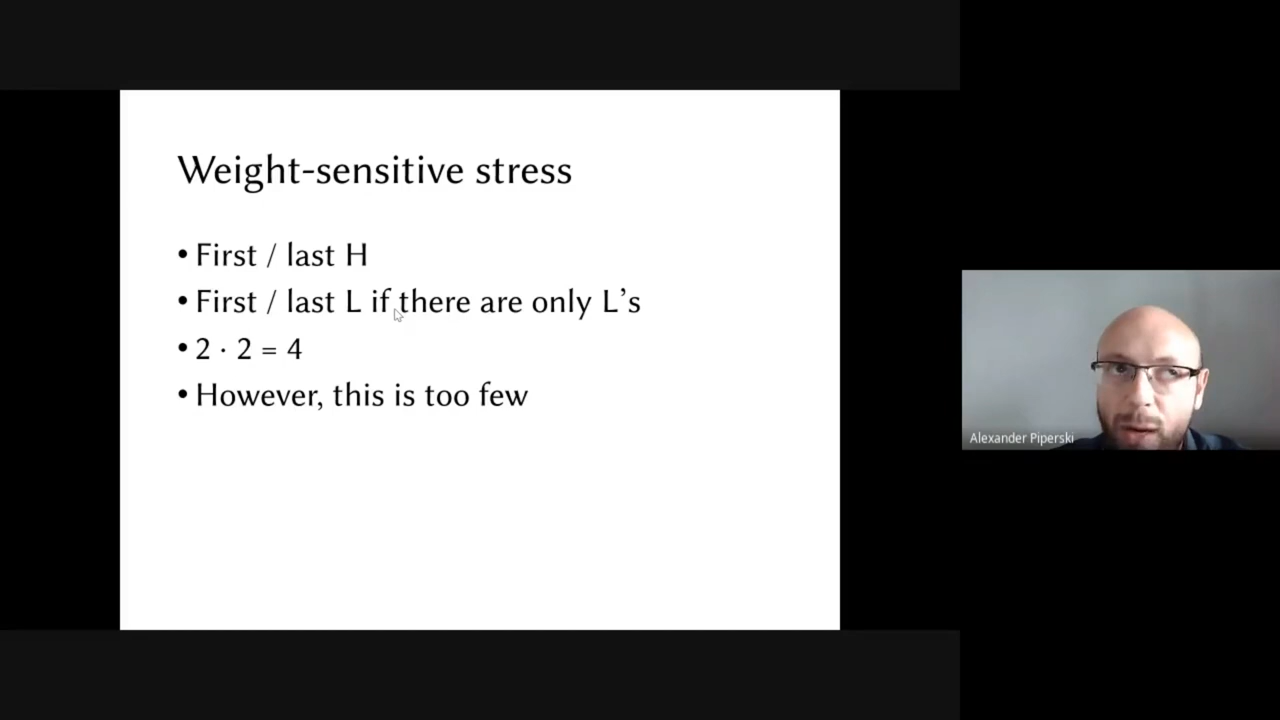 Weight-sensitive stress
• First / last H
• First / last L if there are only L’s
• 2 · 2 = 4
• However, this is too few
Alexander Piperski